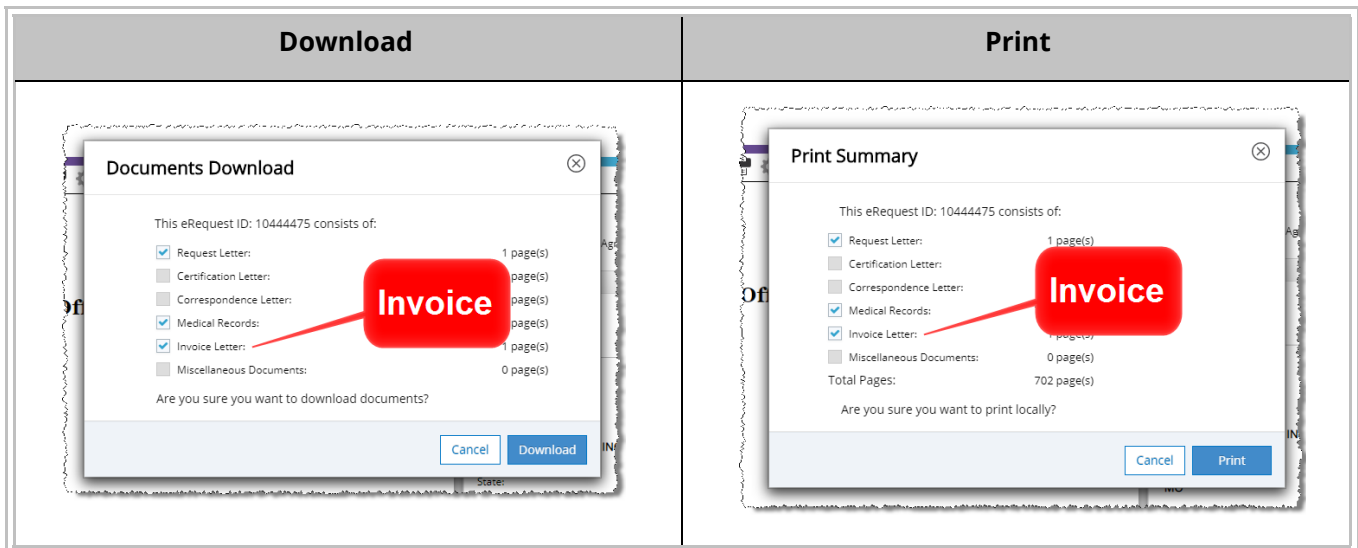 Download
Print
Documents Download
This eRequest ID: 10444475 consists of:
Request Letter: 1 page(s)
Certification Letter: page(s)
Correspondence Letter: page(s)
Medical Records: page(s)
Invoice Letter: 1 page(s)
Miscellaneous Documents: 0 page(s)
Are you sure you want to download documents?
Cancel Download
Invoice
State:
Print Summary
This eRequest ID: 10444475 consists of:
Request Letter: 1 page(s)
Certification Letter:
Correspondence Letter:
Medical Records:
Invoice Letter: 1 page(s)
Miscellaneous Documents: 0 page(s)
Total Pages: 702 page(s)
Are you sure you want to print locally?
Cancel Print
Invoice